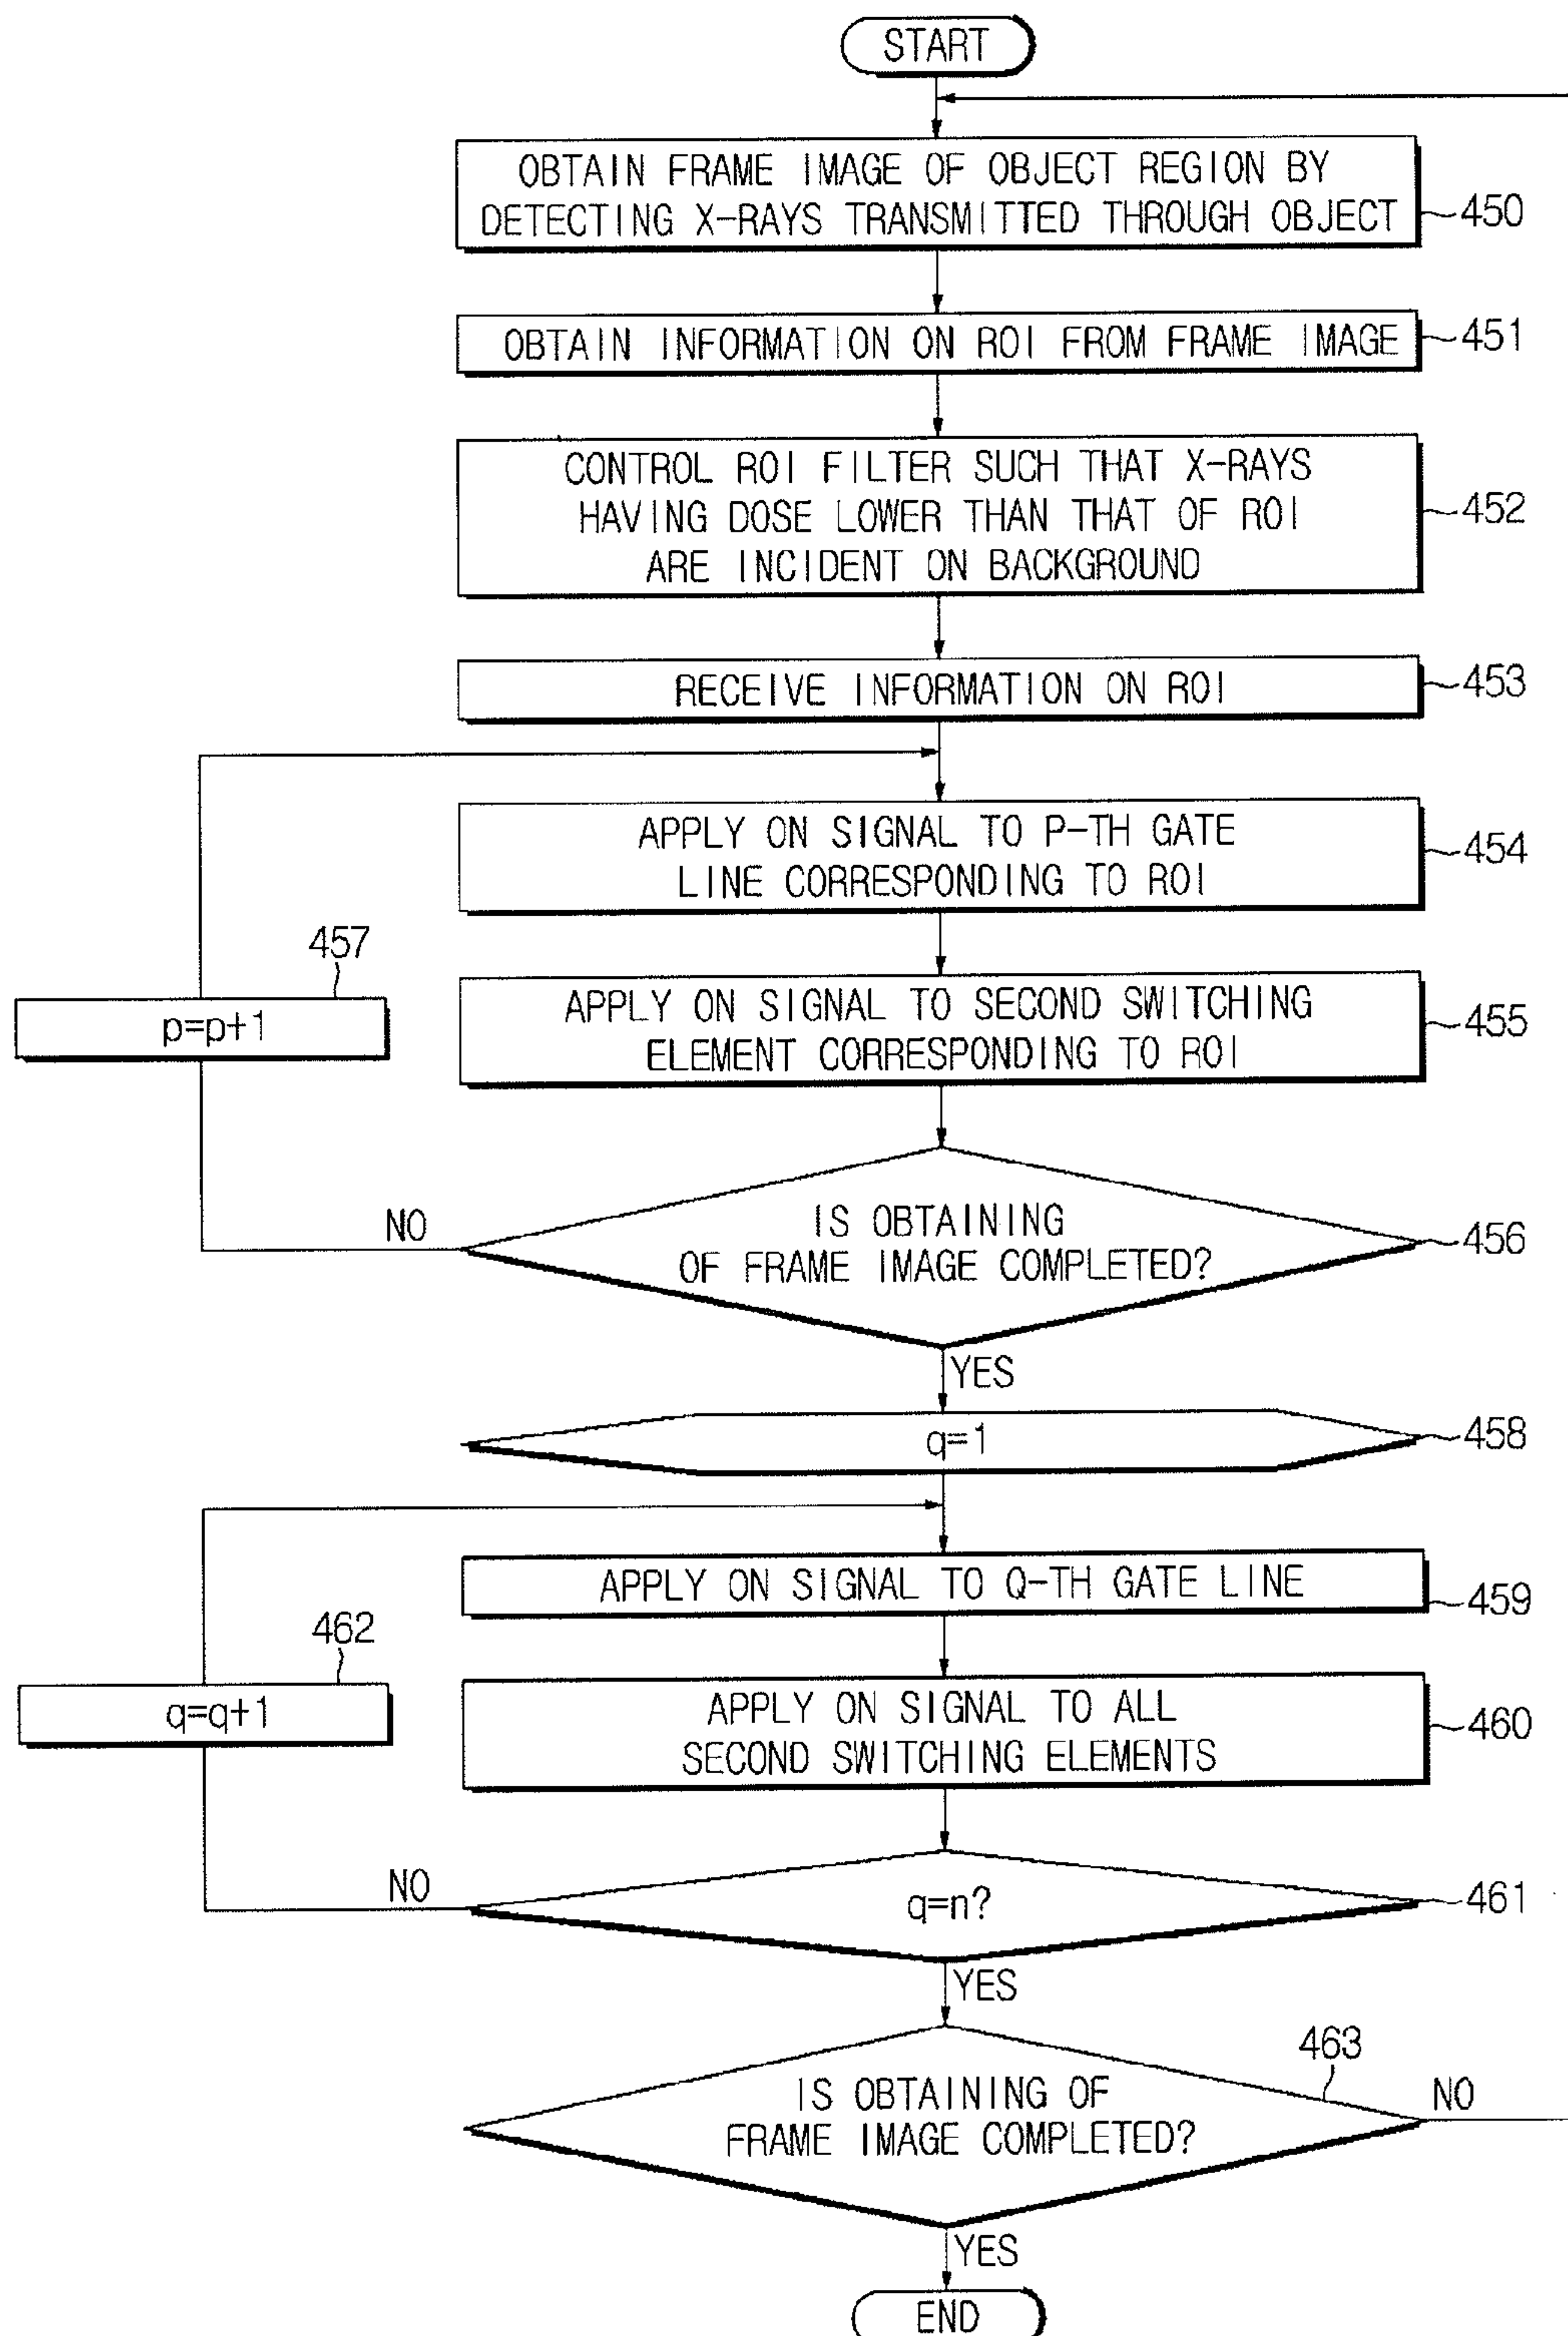 START
OBTAIN FRAME IMAGE OF OBJECT REGION BY
DETECTING X-RAYS TRANSMITTED THROUGH OBJECT
450
OBTAIN INFORMATION ON ROI FROM FRAME IMAGE
451
CONTROL ROI FILTER SUCH THAT X-RAYS
HAVING DOSE LOWER THAN THAT OF ROI
ARE INCIDENT ON BACKGROUND
452
RECEIVE INFORMATION ON ROI
453
APPLY ON SIGNAL TO P-TH GATE
LINE CORRESPONDING TO ROI
454
457
p=p+1
APPLY ON SIGNAL TO SECOND SWITCHING
ELEMENT CORRESPONDING TO ROI
455
NO
IS OBTAINING
OF FRAME IMAGE COMPLETED?
456
YES
q=1
458
APPLY ON SIGNAL TO Q-TH GATE LINE
459
462
q=q+1
APPLY ON SIGNAL TO ALL
SECOND SWITCHING ELEMENTS
460
NO
q=n?
461
YES
463
IS OBTAINING OF
FRAME IMAGE COMPLETED?
NO
YES
END